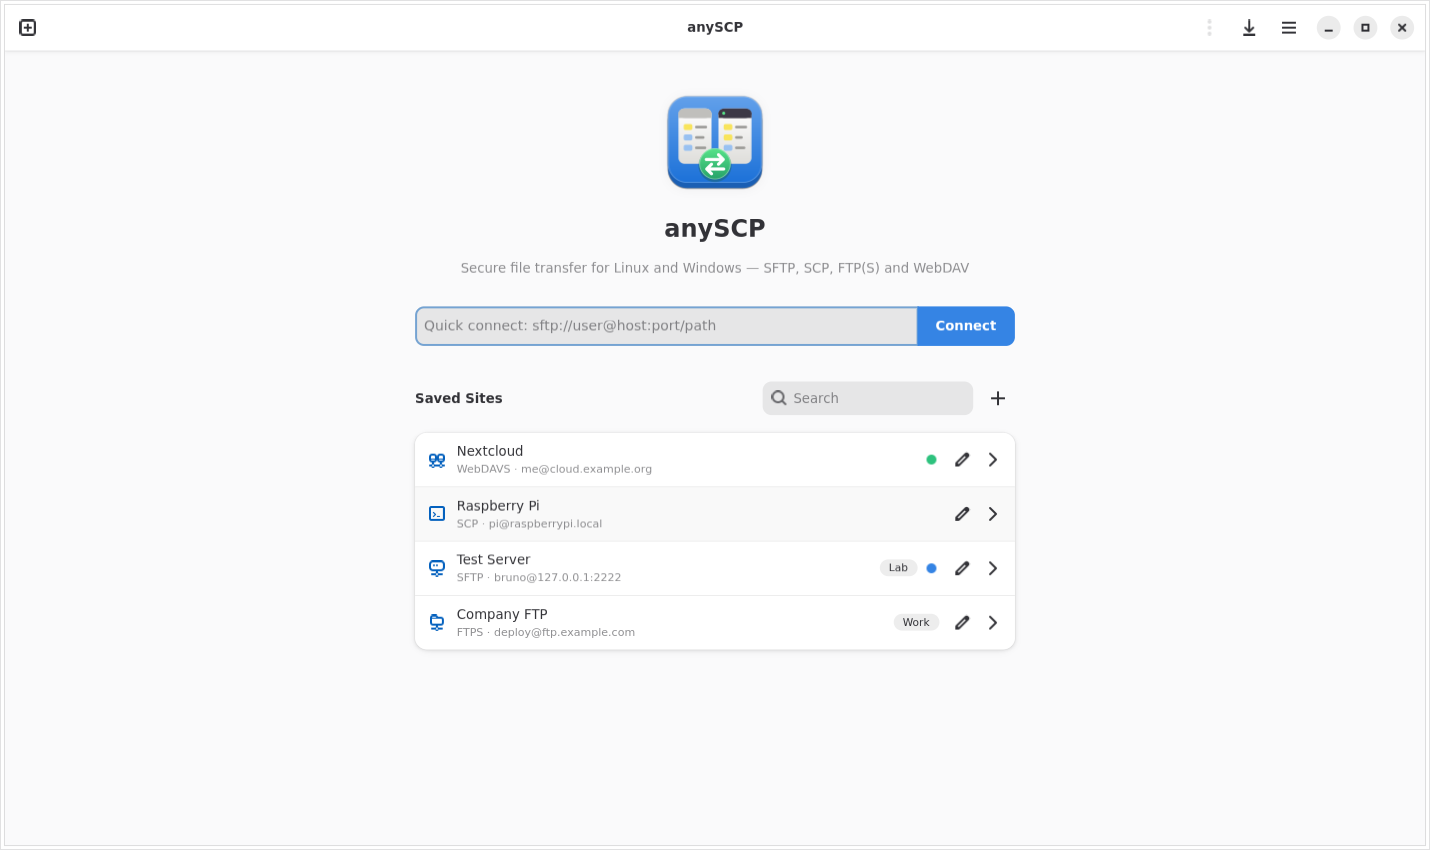 anySCP
anySCP
Secure file transfer for Linux and Windows — SFTP, SCP, FTP(S) and WebDAV
Quick connect: sftp://user@host:port/path
Connect
Saved Sites
Search
Nextcloud
WebDAVS · me@cloud.example.org
Raspberry Pi
SCP · pi@raspberrypi.local
Test Server
SFTP · bruno@127.0.0.1:2222
Lab
Company FTP
FTPS · deploy@ftp.example.com
Work